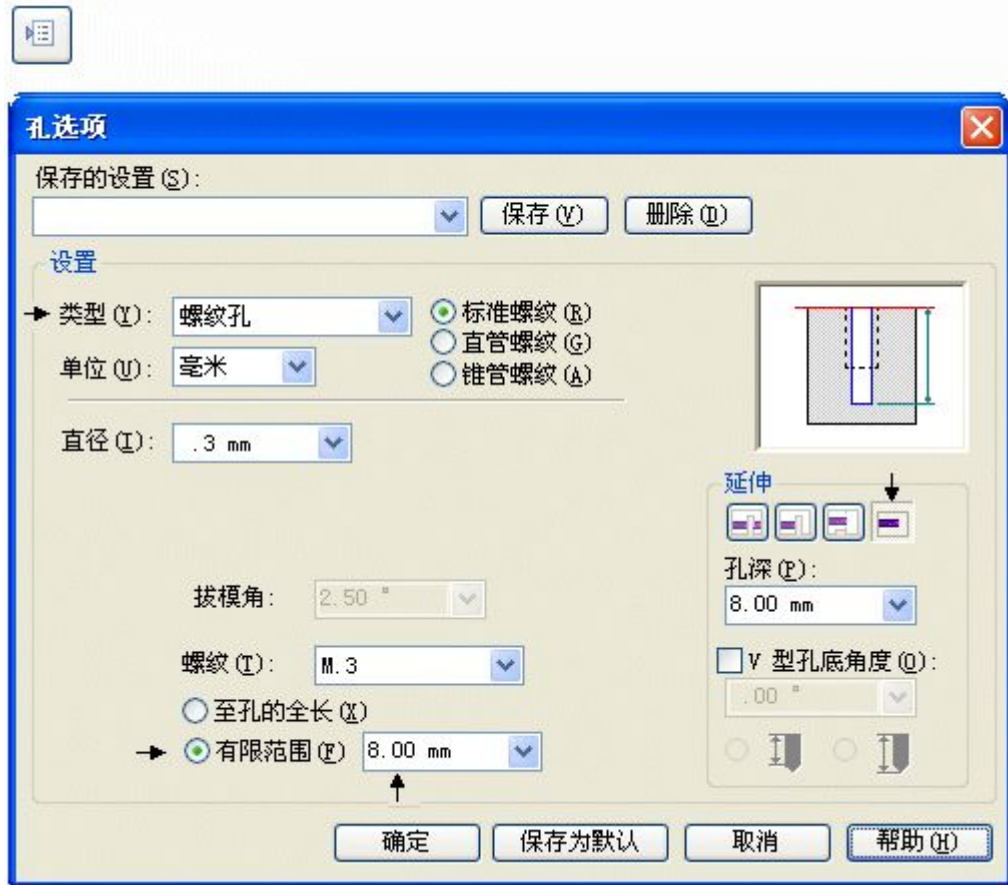 孔选项
保存的设置(S):
保存(V) 删除(D)
设置
类型(Y): 螺纹孔 标准螺纹(R)
直管螺纹(G)
单位(U): 毫米
锥管螺纹(A)
直径(I): .3 mm
延伸
孔深(P):
拔模角: 2.50 °
8.00 mm
螺纹(T): M.3
V 型孔底角度(O):
.00 °
至孔的全长(X)
有限范围(F) 8.00 mm
确定 保存为默认 取消 帮助(H)